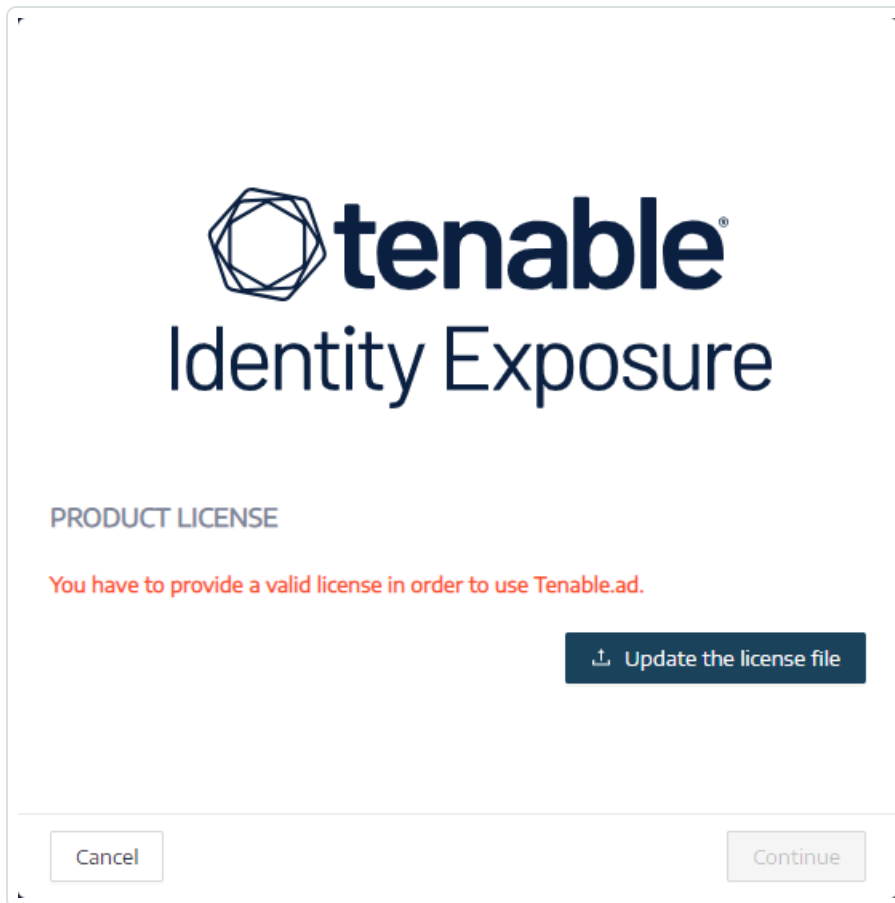 tenable®
Identity Exposure
PRODUCT LICENSE
You have to provide a valid license in order to use Tenable.ad.
Update the license file
Cancel
Continue